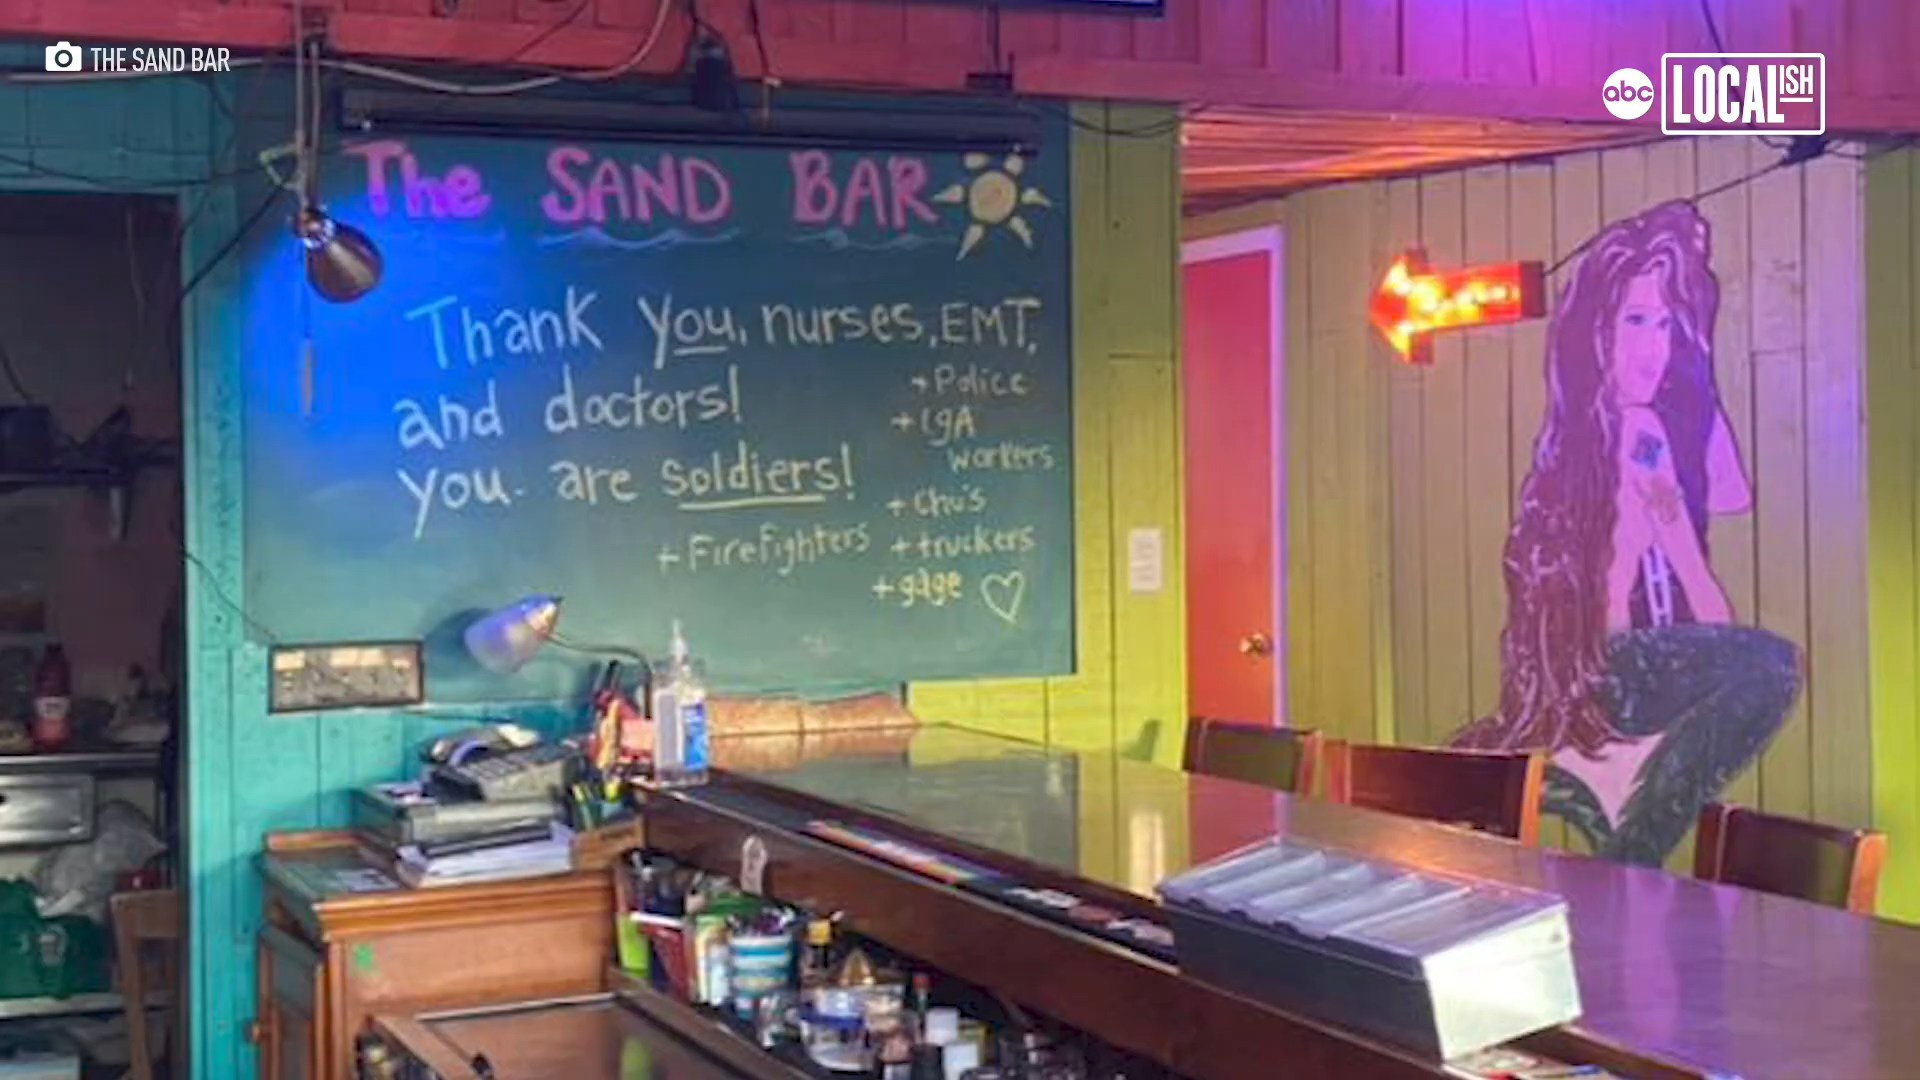 THE SAND BAR
abc LOCALISH
The SAND BAR
Thank You, nurses, EMT,
and doctors!
+ Police
+ IGA
workers
You. are soldiers!
+ Chu's
+ Firefighters
+ truckers
+ gage